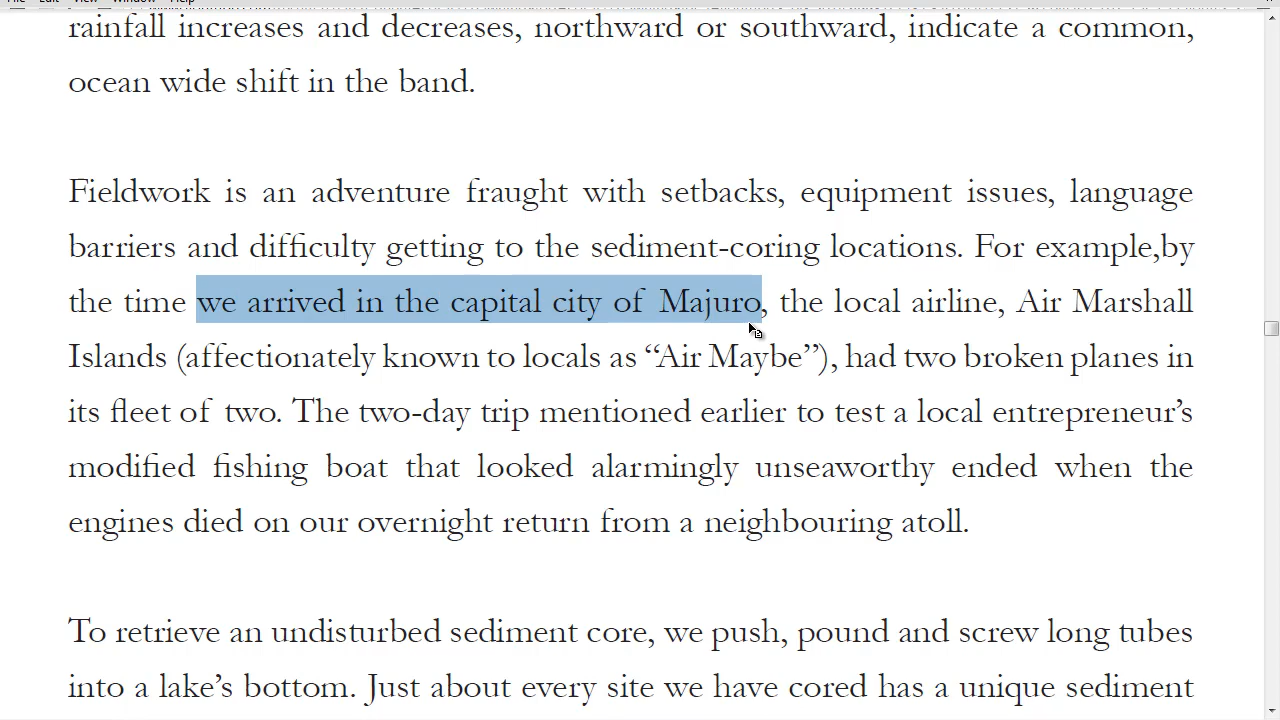 File Edit View Window Help
rainfall increases and decreases, northward or southward, indicate a common,
ocean wide shift in the band.
Fieldwork is an adventure fraught with setbacks, equipment issues, language
barriers and difficulty getting to the sediment-coring locations. For example,by
the time we arrived in the capital city of Majuro, the local airline, Air Marshall
Islands (affectionately known to locals as “Air Maybe”), had two broken planes in
its fleet of two. The two-day trip mentioned earlier to test a local entrepreneur’s
modified fishing boat that looked alarmingly unseaworthy ended when the
engines died on our overnight return from a neighbouring atoll.
To retrieve an undisturbed sediment core, we push, pound and screw long tubes
into a lake’s bottom. Just about every site we have cored has a unique sediment